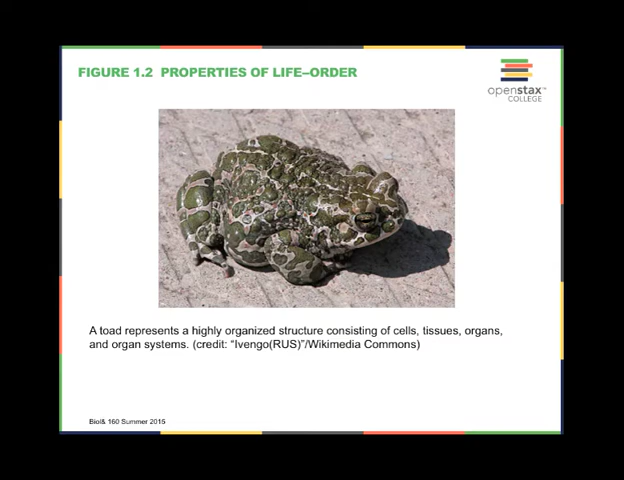 FIGURE 1.2 PROPERTIES OF LIFE–ORDER
openstax™
COLLEGE
A toad represents a highly organized structure consisting of cells, tissues, organs,
and organ systems. (credit: “Ivengo(RUS)”/Wikimedia Commons)
Biol& 160 Summer 2015